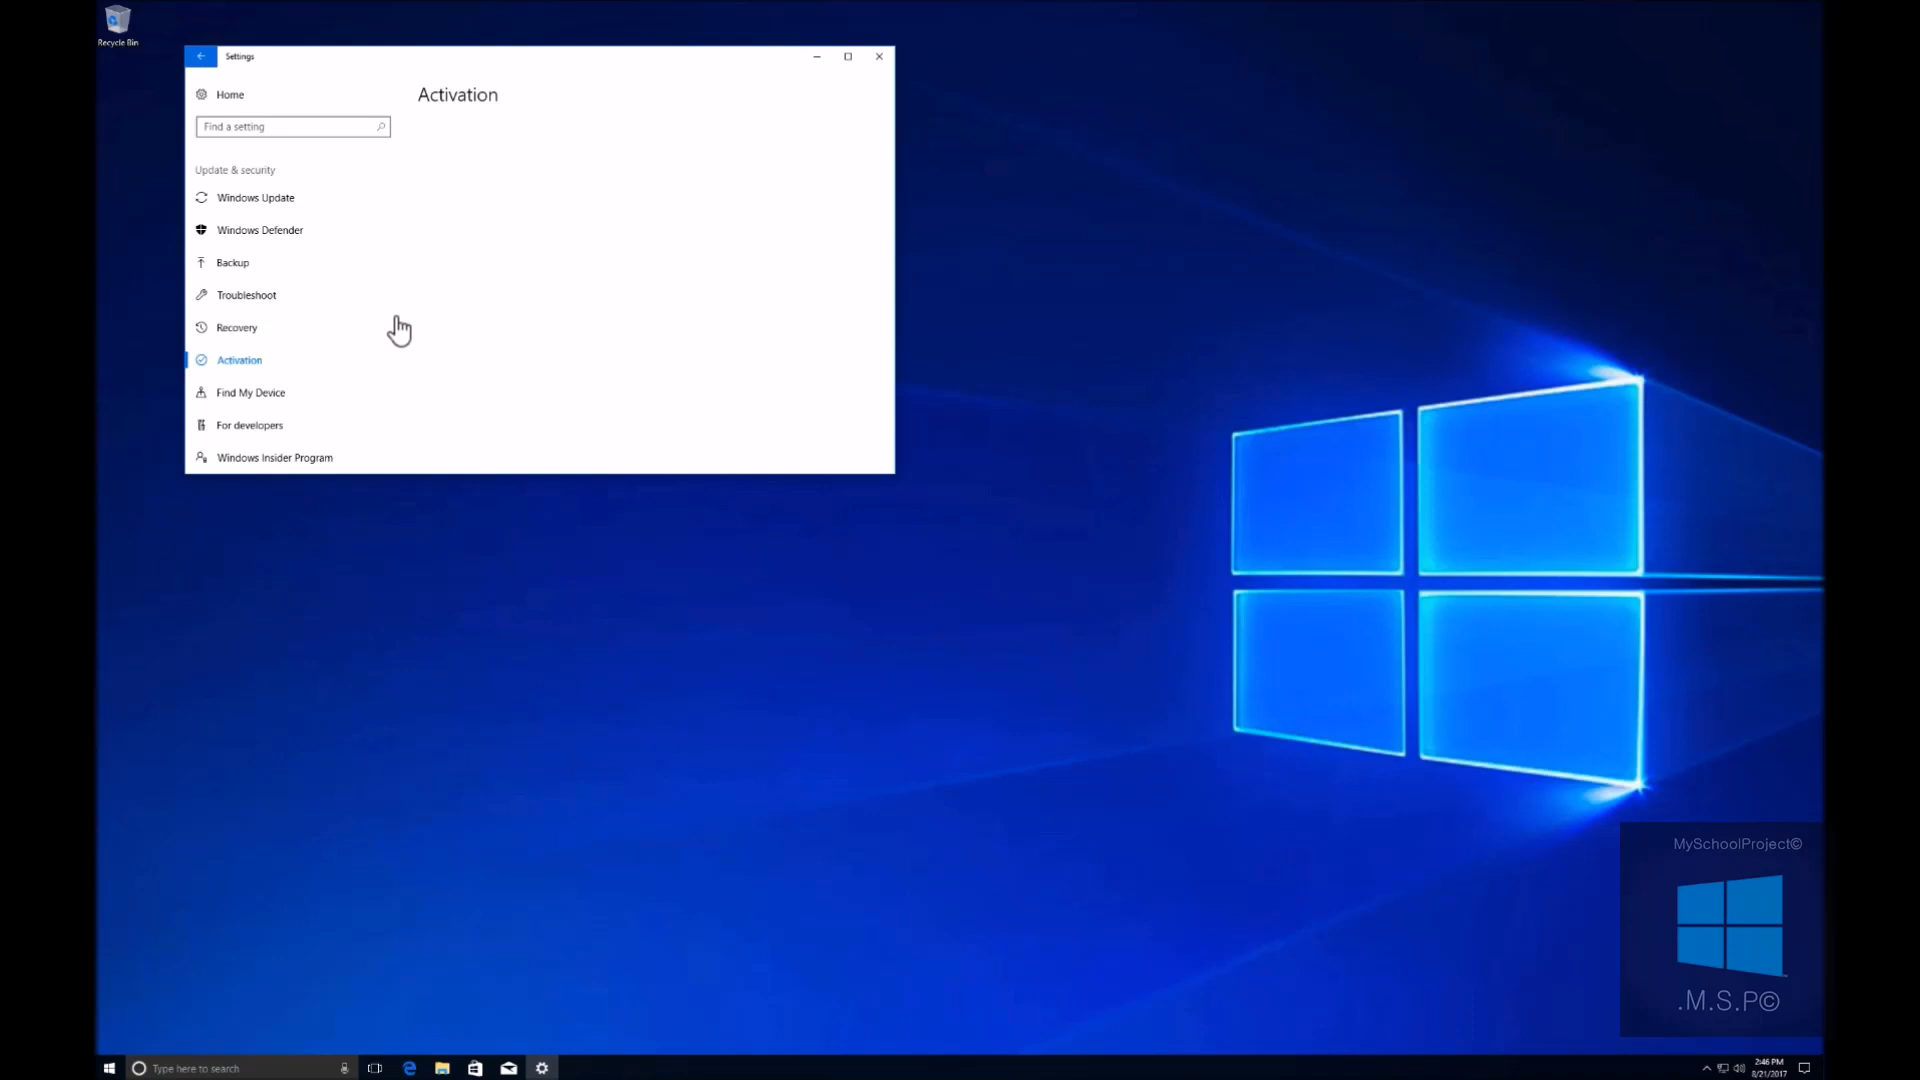 Recycle Bin
Settings
Home
Activation
Find a setting
Update & security
Windows Update
Windows Defender
Backup
Troubleshoot
Recovery
Activation
Find My Device
For developers
Windows Insider Program
MySchoolProject©
.M.S.P©
Type here to search
2:46 PM
8/21/2017